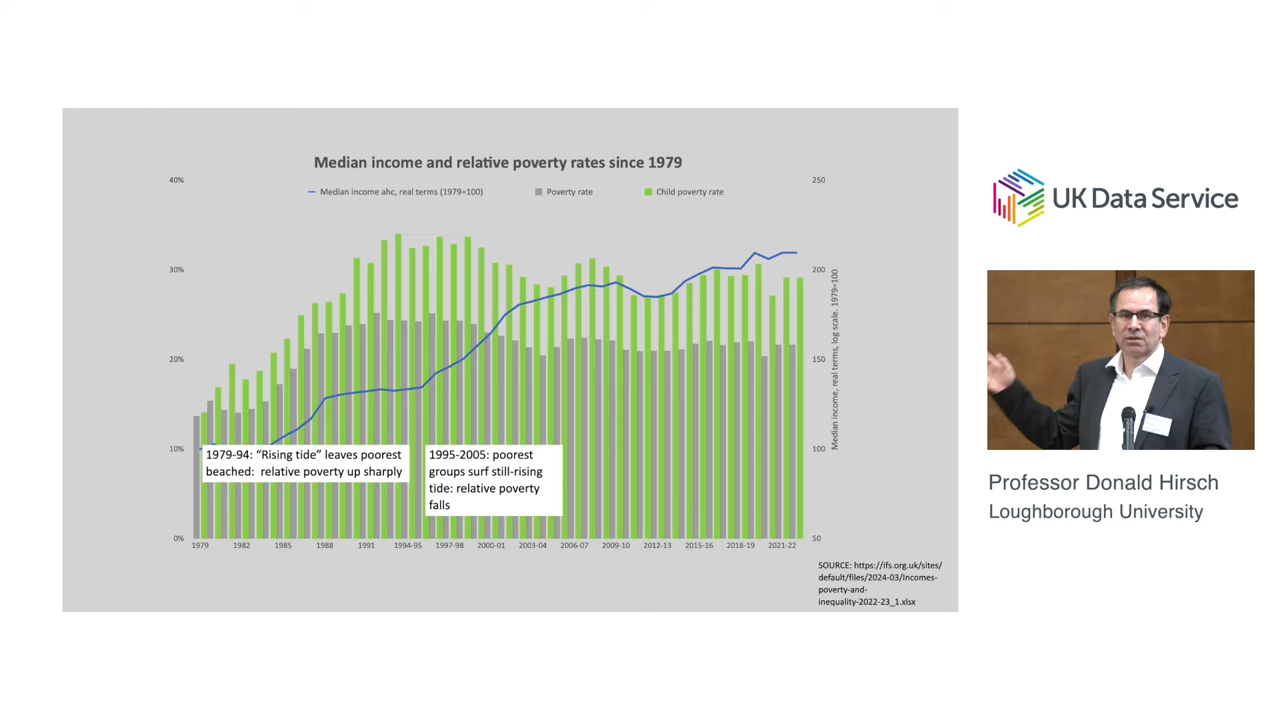 Median income and relative poverty rates since 1979
40%
250
Median income ahc, real terms (1979=100)
Poverty rate
Child poverty rate
30%
200
20%
150
10%
100
0%
50
Median income, real terms, log scale. 1979=100
1979-94: “Rising tide” leaves poorest
beached:  relative poverty up sharply
1995-2005: poorest
groups surf still-rising
tide: relative poverty
falls
1979 1982 1985 1988 1991 1994-95 1997-98 2000-01 2003-04 2006-07 2009-10 2012-13 2015-16 2018-19 2021-22
SOURCE: https://ifs.org.uk/sites/
default/files/2024-03/Incomes-
poverty-and-
inequality-2022-23_1.xlsx
UK Data Service
Professor Donald Hirsch
Loughborough University